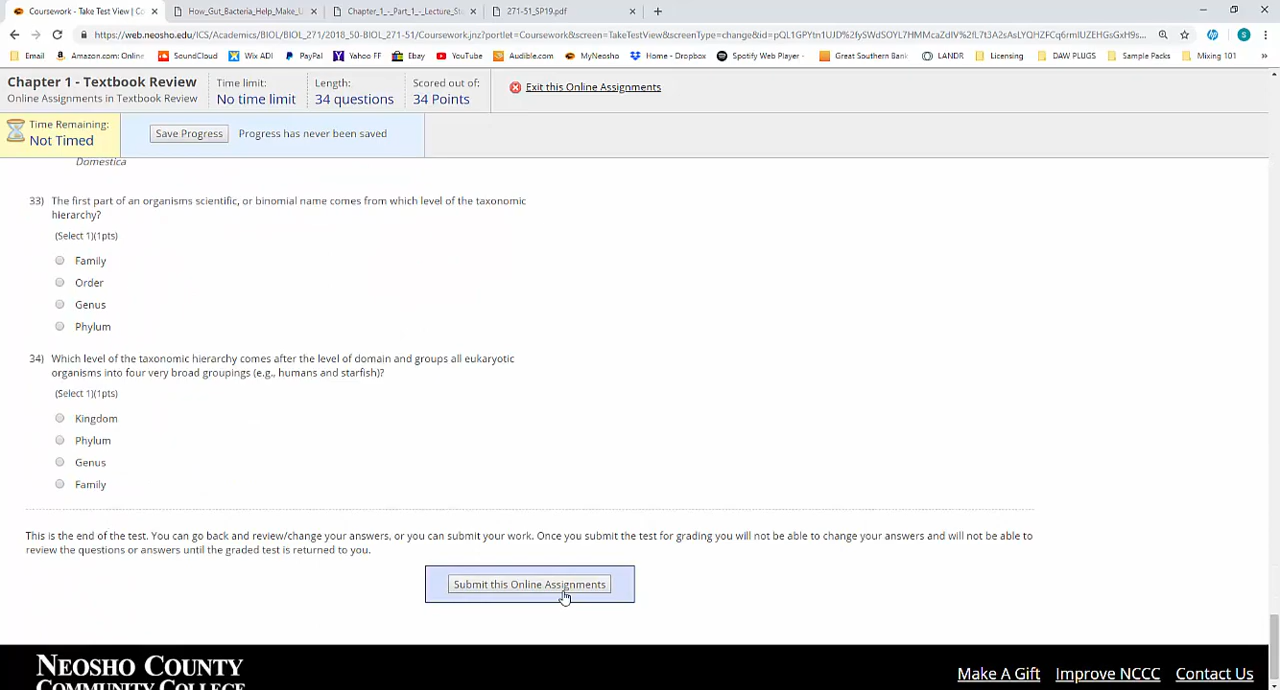 Coursework - Take Test View | Co
How_Gut_Bacteria_Help_Make_U
Chapter_1_-_Part_1_-_Lecture_St
271-51_SP19.pdf
Email
Amazon.com: Online
SoundCloud
Wix ADI
PayPal
Yahoo FF
Ebay
YouTube
Audible.com
MyNeosho
Home - Dropbox
Spotify Web Player -
Great Southern Bank
LANDR
Licensing
DAW PLUGS
Sample Packs
Mixing 101
Chapter 1 - Textbook Review
Online Assignments in Textbook Review
Time limit:
No time limit
Length:
34 questions
Scored out of:
34 Points
Exit this Online Assignments
Time Remaining:
Not Timed
Save Progress
Progress has never been saved
Domestica
33) The first part of an organisms scientific, or binomial name comes from which level of the taxonomic
hierarchy?
(Select 1)(1pts)
Family
Order
Genus
Phylum
34) Which level of the taxonomic hierarchy comes after the level of domain and groups all eukaryotic
organisms into four very broad groupings (e.g., humans and starfish)?
(Select 1)(1pts)
Kingdom
Phylum
Genus
Family
This is the end of the test. You can go back and review/change your answers, or you can submit your work. Once you submit the test for grading you will not be able to change your answers and will not be able to
review the questions or answers until the graded test is returned to you.
Submit this Online Assignments
NEOSHO COUNTY
COMMUNITY COLLEGE
Make A Gift
Improve NCCC
Contact Us